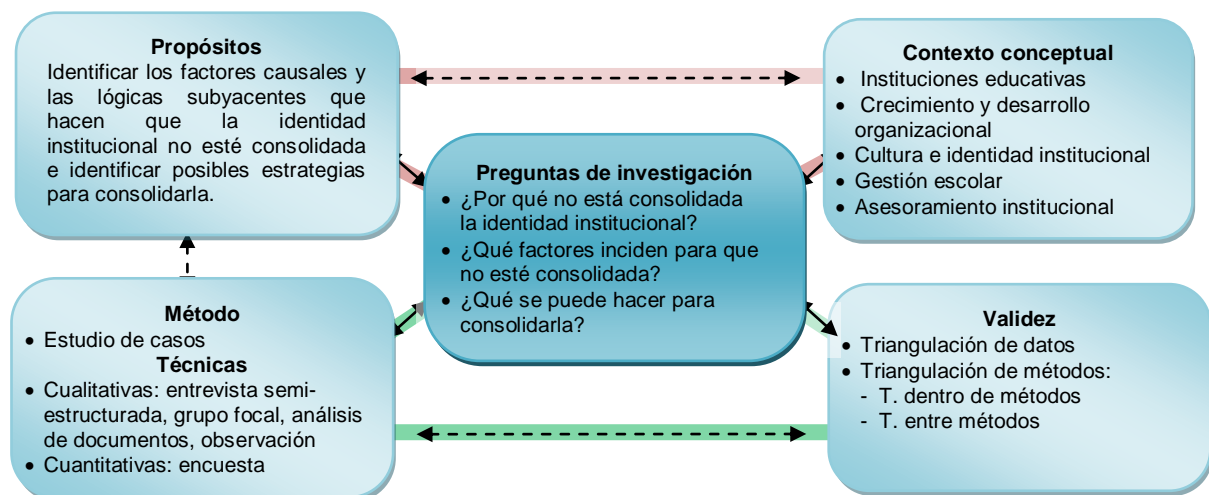 Propósitos
Identificar los factores causales y
las lógicas subyacentes que
hacen que la identidad
institucional no esté consolidada
e identificar posibles estrategias
para consolidarla.
Contexto conceptual
• Instituciones educativas
• Crecimiento y desarrollo
organizacional
• Cultura e identidad institucional
• Gestión escolar
• Asesoramiento institucional
Preguntas de investigación
• ¿Por qué no está consolidada
la identidad institucional?
• ¿Qué factores inciden para que
no esté consolidada?
• ¿Qué se puede hacer para
consolidarla?
Método
• Estudio de casos
Técnicas
• Cualitativas: entrevista semi-
estructurada, grupo focal, análisis
de documentos, observación
• Cuantitativas: encuesta
Validez
• Triangulación de datos
• Triangulación de métodos:
- T. dentro de métodos
- T. entre métodos